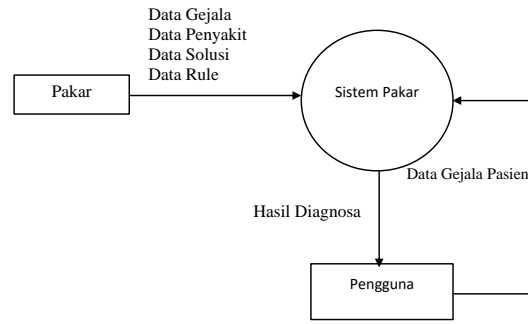 Data Gejala
Data Penyakit
Data Solusi
Data Rule
Pakar
Sistem Pakar
Data Gejala Pasien
Hasil Diagnosa
Pengguna